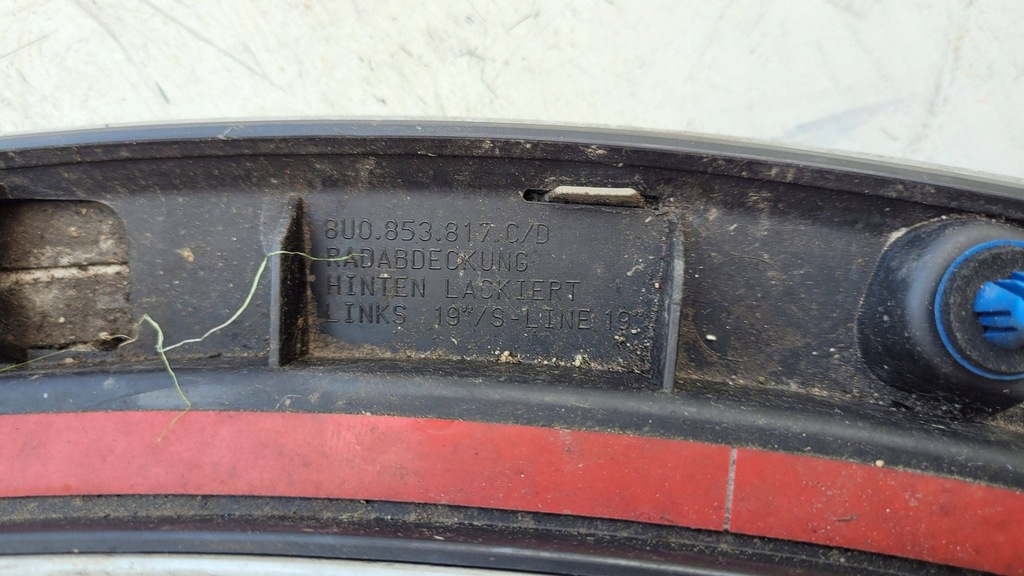 8U0.853.817.C/D
RADABDECKUNG
HINTEN LACKIERT
LINKS 19"/S-LINE 19"